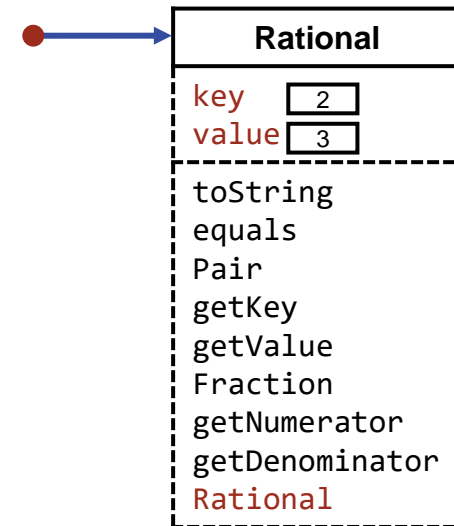 Rational
key 2
value 3
toString
equals
Pair
getKey
getValue
Fraction
getNumerator
getDenominator
Rational